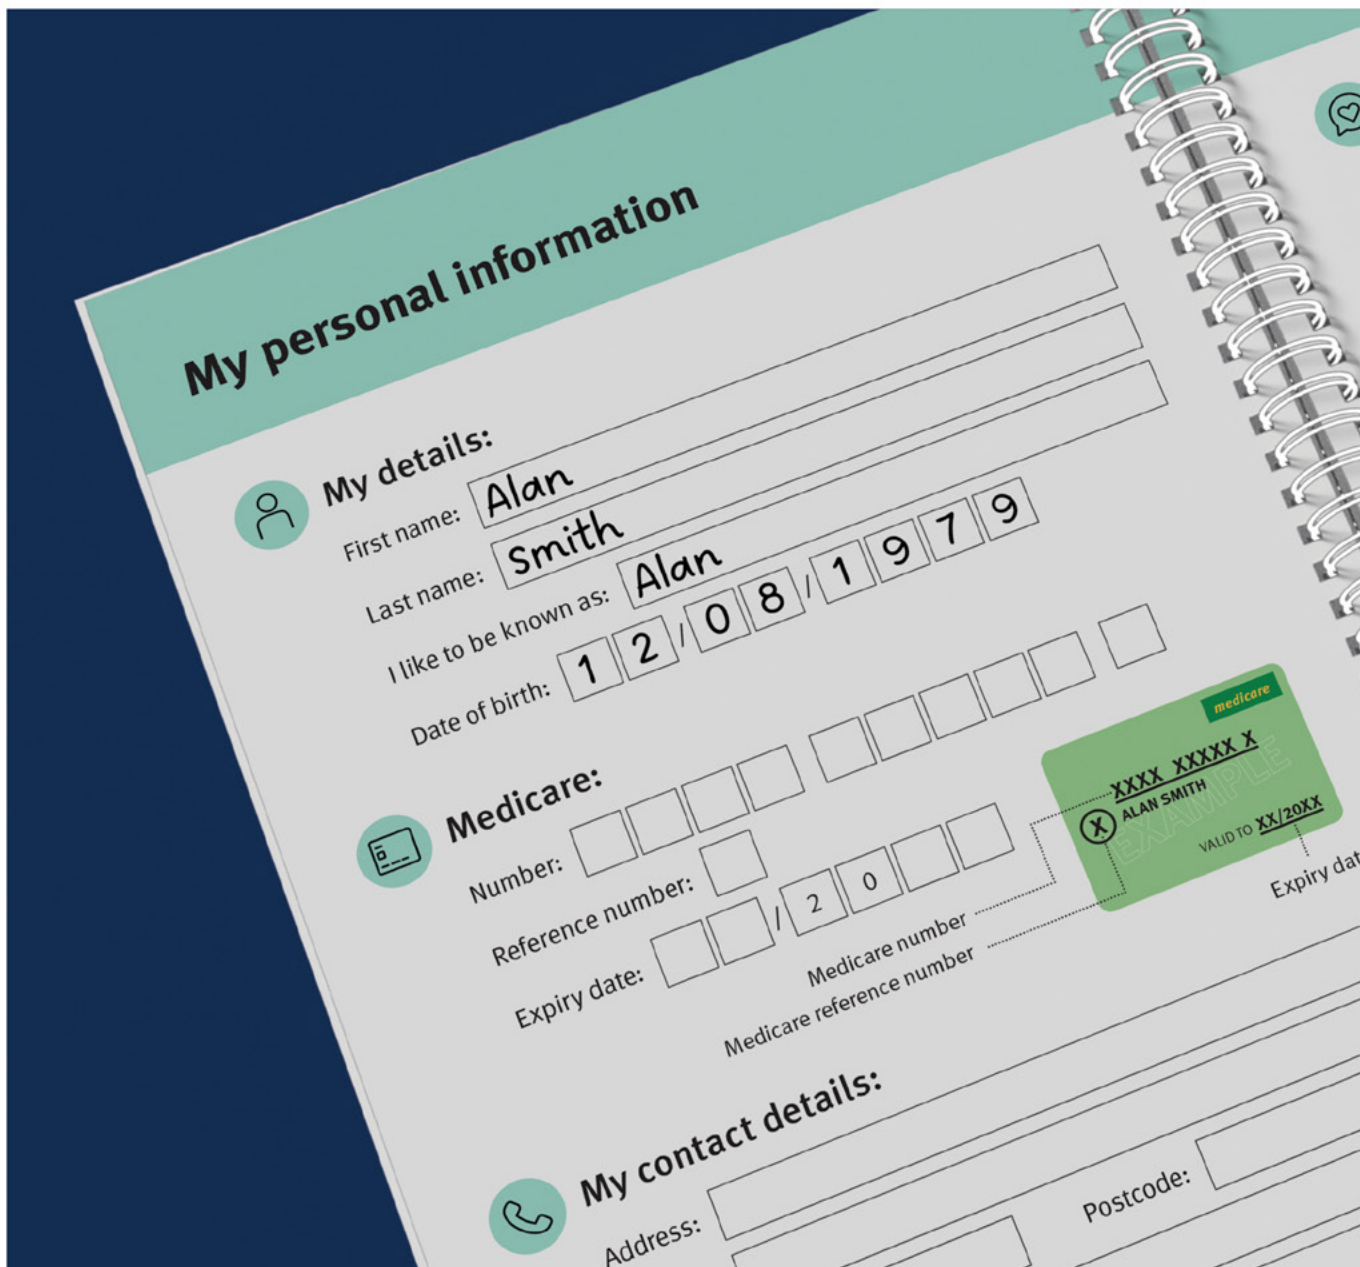 My personal information
My details:
First name: Alan
Last name: Smith
I like to be known as: Alan
Date of birth: 12/08/1979
Medicare:
Number:
Reference number:
Expiry date: /20
medicare
XXXX XXXXX X
X ALAN SMITH
VALID TO XX/20XX
EXAMPLE
Medicare number
Medicare reference number
Expiry dat
My contact details:
Address:
Postcode: